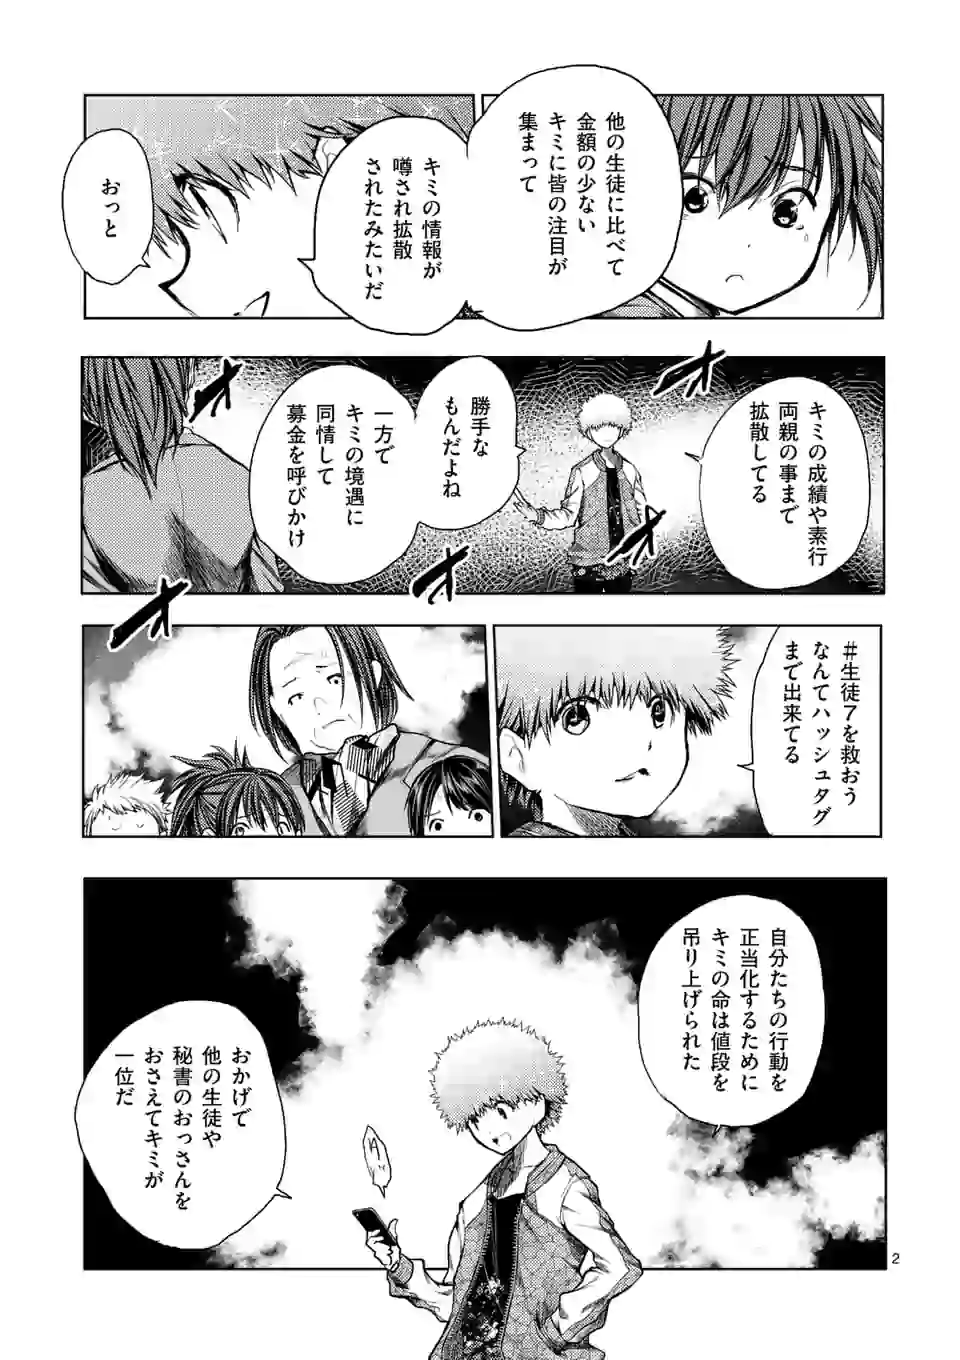 他の生徒に比べて
金額の少ない
キミに皆の注目が
集まって
キミの情報が
噂され拡散
されたみたいだ
おっと
キミの成績や素行
両親の事まで
拡散してる
勝手な
もんだよね
一方で
キミの境遇に
同情して
募金を呼びかけ
オオ
オオ
オオ
オオ
#生徒7を救おう
なんてハッシュタグ
まで出来てる
自分たちの行動を
正当化するために
キミの命は値段を
吊り上げられた
おかげで
他の生徒や
秘書のおっさんを
おさえてキミが
一位だ
2